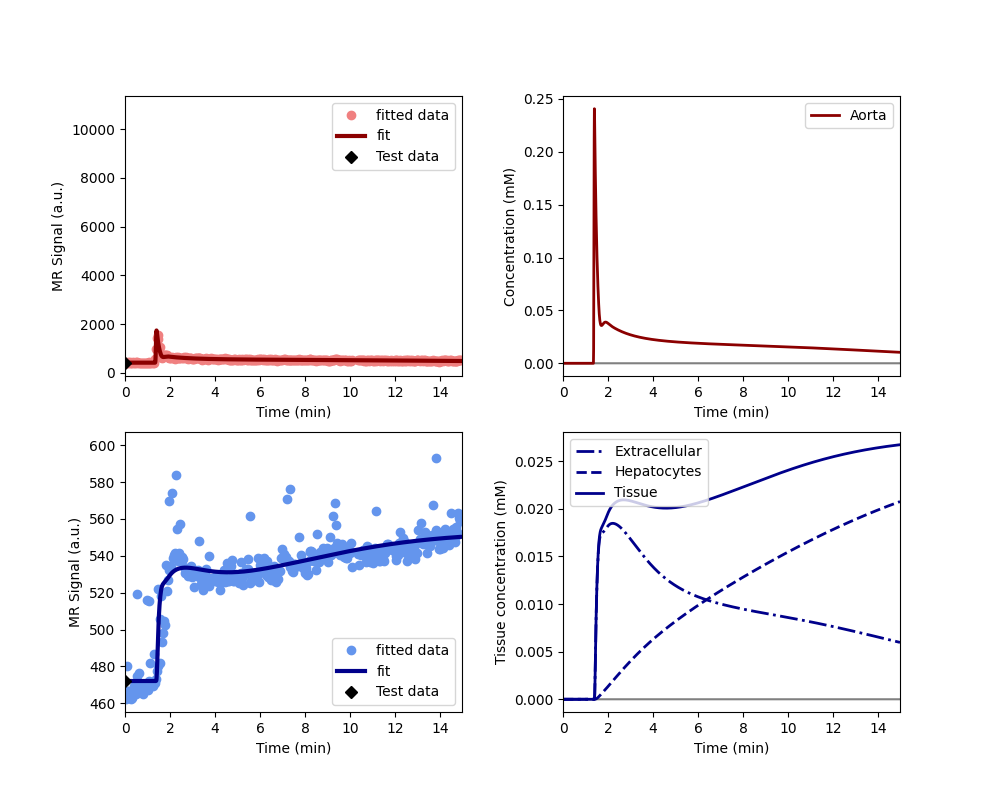 MR Signal (a.u.)
10000
8000
6000
4000
2000
0
fitted data
fit
Test data
0 2 4 6 8 10 12 14
Time (min)
Concentration (mM)
0.25
0.20
0.15
0.10
0.05
0.00
Aorta
0 2 4 6 8 10 12 14
Time (min)
MR Signal (a.u.)
600
580
560
540
520
500
480
460
fitted data
fit
Test data
0 2 4 6 8 10 12 14
Time (min)
Tissue concentration (mM)
0.025
0.020
0.015
0.010
0.005
0.000
Extracellular
Hepatocytes
Tissue
0 2 4 6 8 10 12 14
Time (min)